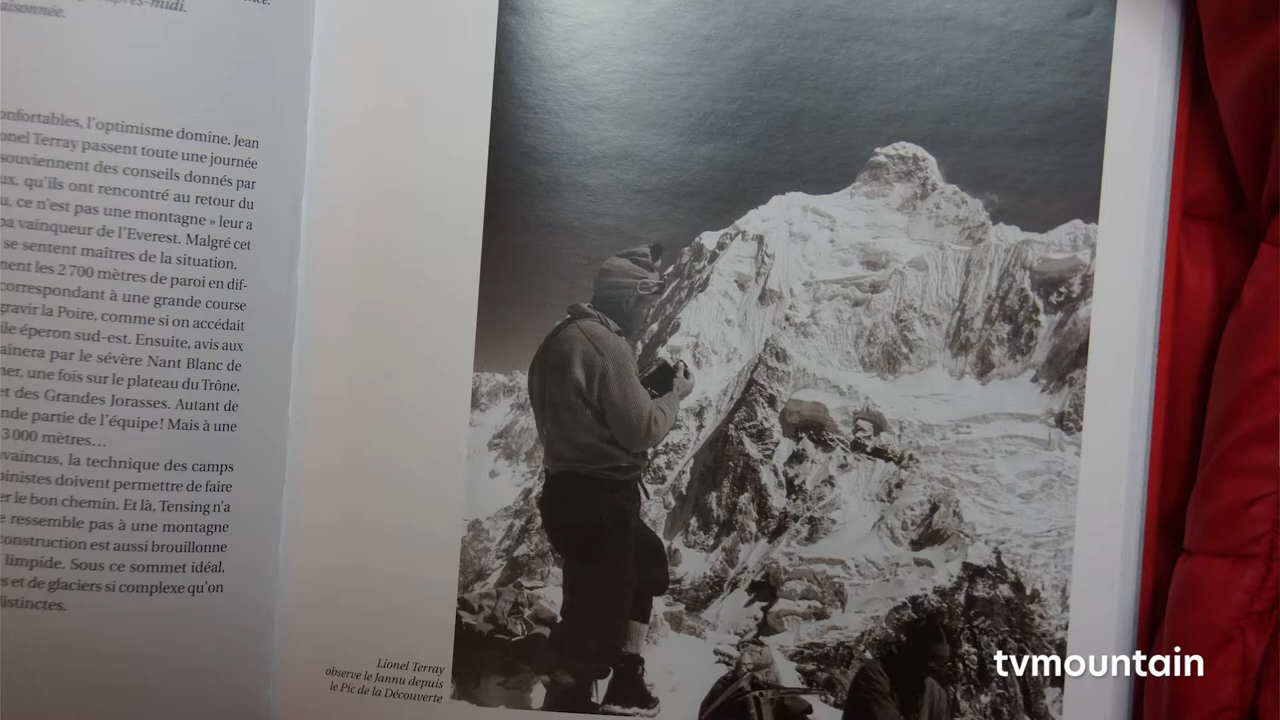 aisonnée.
onfortables, l'optimisme domine. Jean
onel Terray passent toute une journée
souviennent des conseils donnés par
ux, qu'ils ont rencontré au retour du
u, ce n'est pas une montagne » leur a
pa vainqueur de l'Everest. Malgré cet
se sentent maîtres de la situation.
nent les 2 700 mètres de paroi en dif-
correspondant à une grande course
gravir la Poire, comme si on accédait
ile éperon sud-est. Ensuite, avis aux
aînera par le sévère Nant Blanc de
ner, une fois sur le plateau du Trône,
et des Grandes Jorasses. Autant de
nde partie de l'équipe ! Mais à une
3 000 mètres...
vaincus, la technique des camps
pinistes doivent permettre de faire
er le bon chemin. Et là, Tensing n'a
e ressemble pas à une montagne
construction est aussi brouillonne
limpide. Sous ce sommet idéal,
s et de glaciers si complexe qu'on
distinctes.
Lionel Terray
observe le Jannu depuis
le Pic de la Découverte
tvmountain